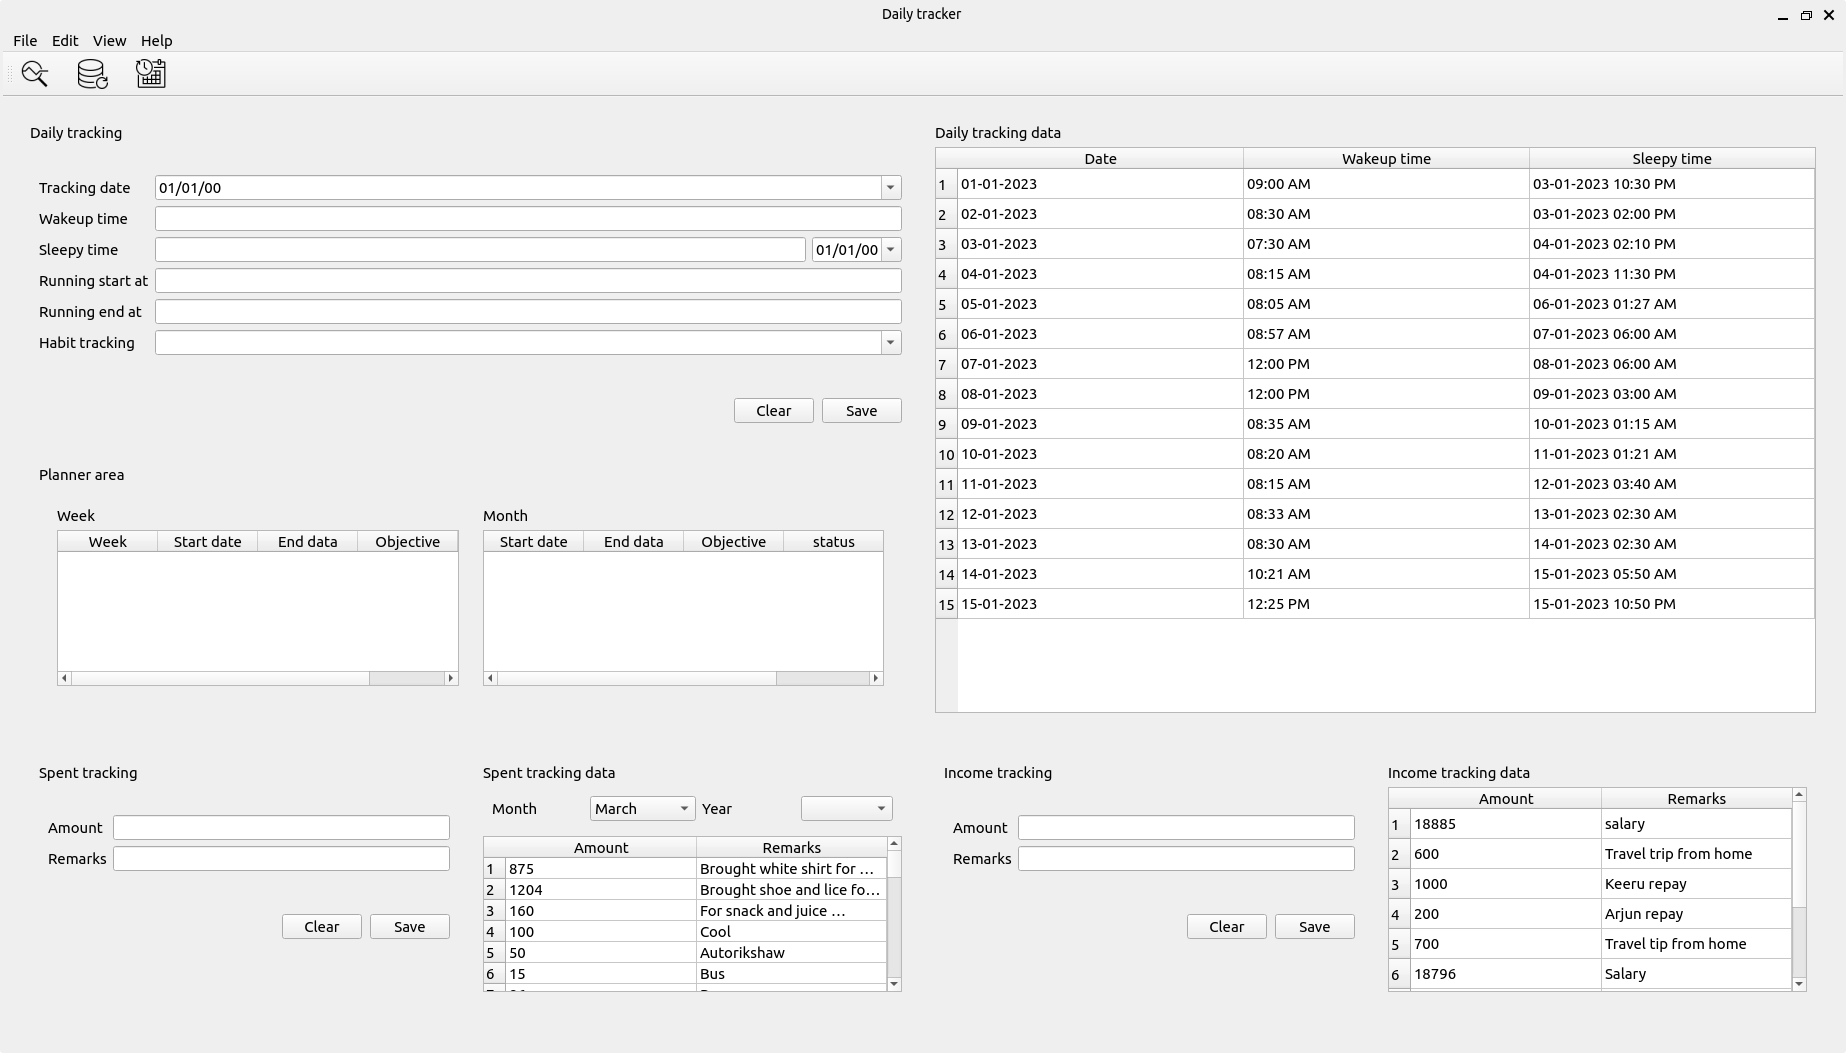 Daily tracker
File Edit View Help
Daily tracking
Tracking date 01/01/00
Wakeup time
Sleepy time 01/01/00
Running start at
Running end at
Habit tracking
Clear Save
Daily tracking data
Date Wakeup time Sleepy time
1 01-01-2023 09:00 AM 03-01-2023 10:30 PM
2 02-01-2023 08:30 AM 03-01-2023 02:00 PM
3 03-01-2023 07:30 AM 04-01-2023 02:10 PM
4 04-01-2023 08:15 AM 04-01-2023 11:30 PM
5 05-01-2023 08:05 AM 06-01-2023 01:27 AM
6 06-01-2023 08:57 AM 07-01-2023 06:00 AM
7 07-01-2023 12:00 PM 08-01-2023 06:00 AM
8 08-01-2023 12:00 PM 09-01-2023 03:00 AM
9 09-01-2023 08:35 AM 10-01-2023 01:15 AM
10 10-01-2023 08:20 AM 11-01-2023 01:21 AM
11 11-01-2023 08:15 AM 12-01-2023 03:40 AM
12 12-01-2023 08:33 AM 13-01-2023 02:30 AM
13 13-01-2023 08:30 AM 14-01-2023 02:30 AM
14 14-01-2023 10:21 AM 15-01-2023 05:50 AM
15 15-01-2023 12:25 PM 15-01-2023 10:50 PM
Planner area
Week
Week Start date End data Objective
Month
Start date End data Objective status
Spent tracking
Amount
Remarks
Clear Save
Spent tracking data
Month March Year
Amount Remarks
1 875 Brought white shirt for ...
2 1204 Brought shoe and lice fo...
3 160 For snack and juice ...
4 100 Cool
5 50 Autorikshaw
6 15 Bus
Income tracking
Amount
Remarks
Clear Save
Income tracking data
Amount Remarks
1 18885 salary
2 600 Travel trip from home
3 1000 Keeru repay
4 200 Arjun repay
5 700 Travel tip from home
6 18796 Salary